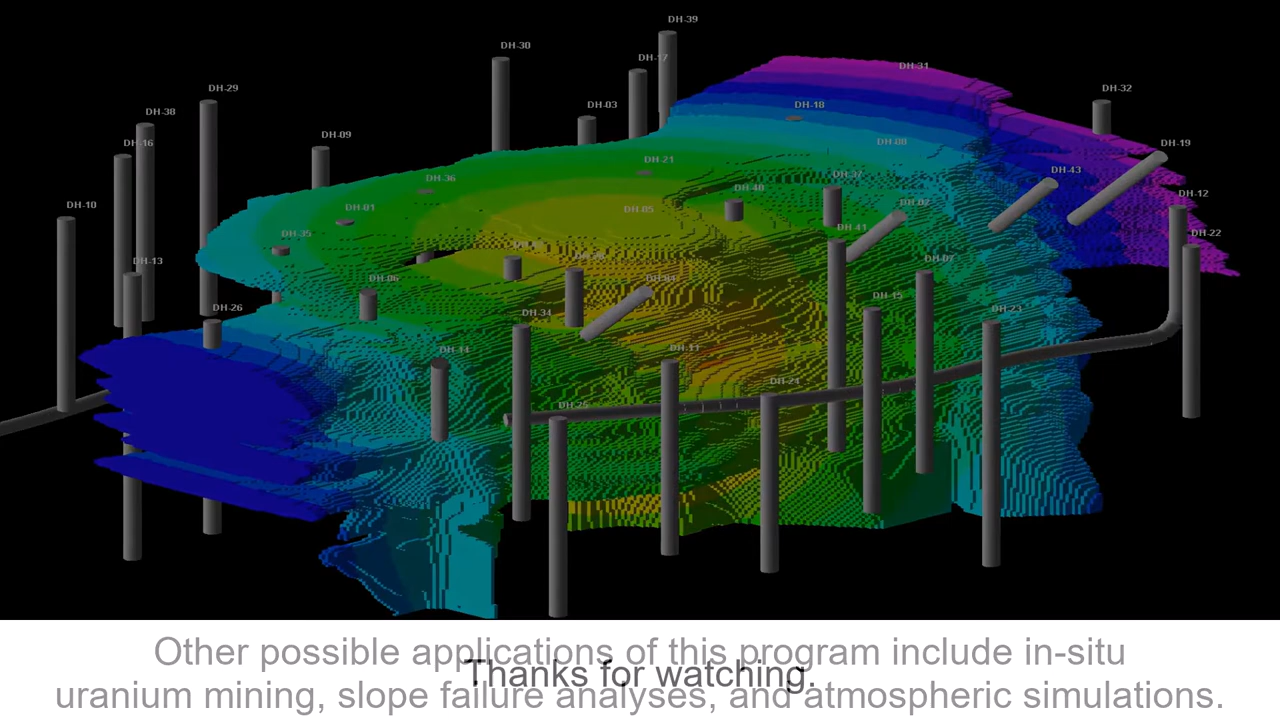 DH-39
DH-30
DH-17
DH-31
DH-29
DH-32
DH-03
DH-18
DH-38
DH-09
DH-16
DH-19
DH-21
DH-43
DH-37
DH-36
DH-40
DH-12
DH-10
DH-01
DH-05
DH-02
DH-41
DH-35
DH-22
DH-13
DH-07
DH-06
DH-15
DH-26
DH-34
DH-23
DH-11
DH-24
DH-25
Other possible applications of this program include in-situ
Thanks for watching.
uranium mining, slope failure analyses, and atmospheric simulations.